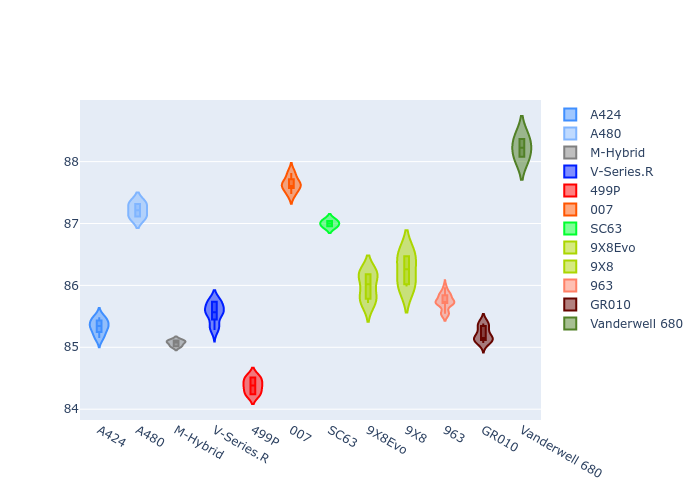 88
87
86
85
84
A424
A480
M-Hybrid
V-Series.R
499P
007
SC63
9X8Evo
9X8
963
GR010
Vanderwell 680
A424
A480
M-Hybrid
V-Series.R
499P
007
SC63
9X8Evo
9X8
963
GR010
Vanderwell 680